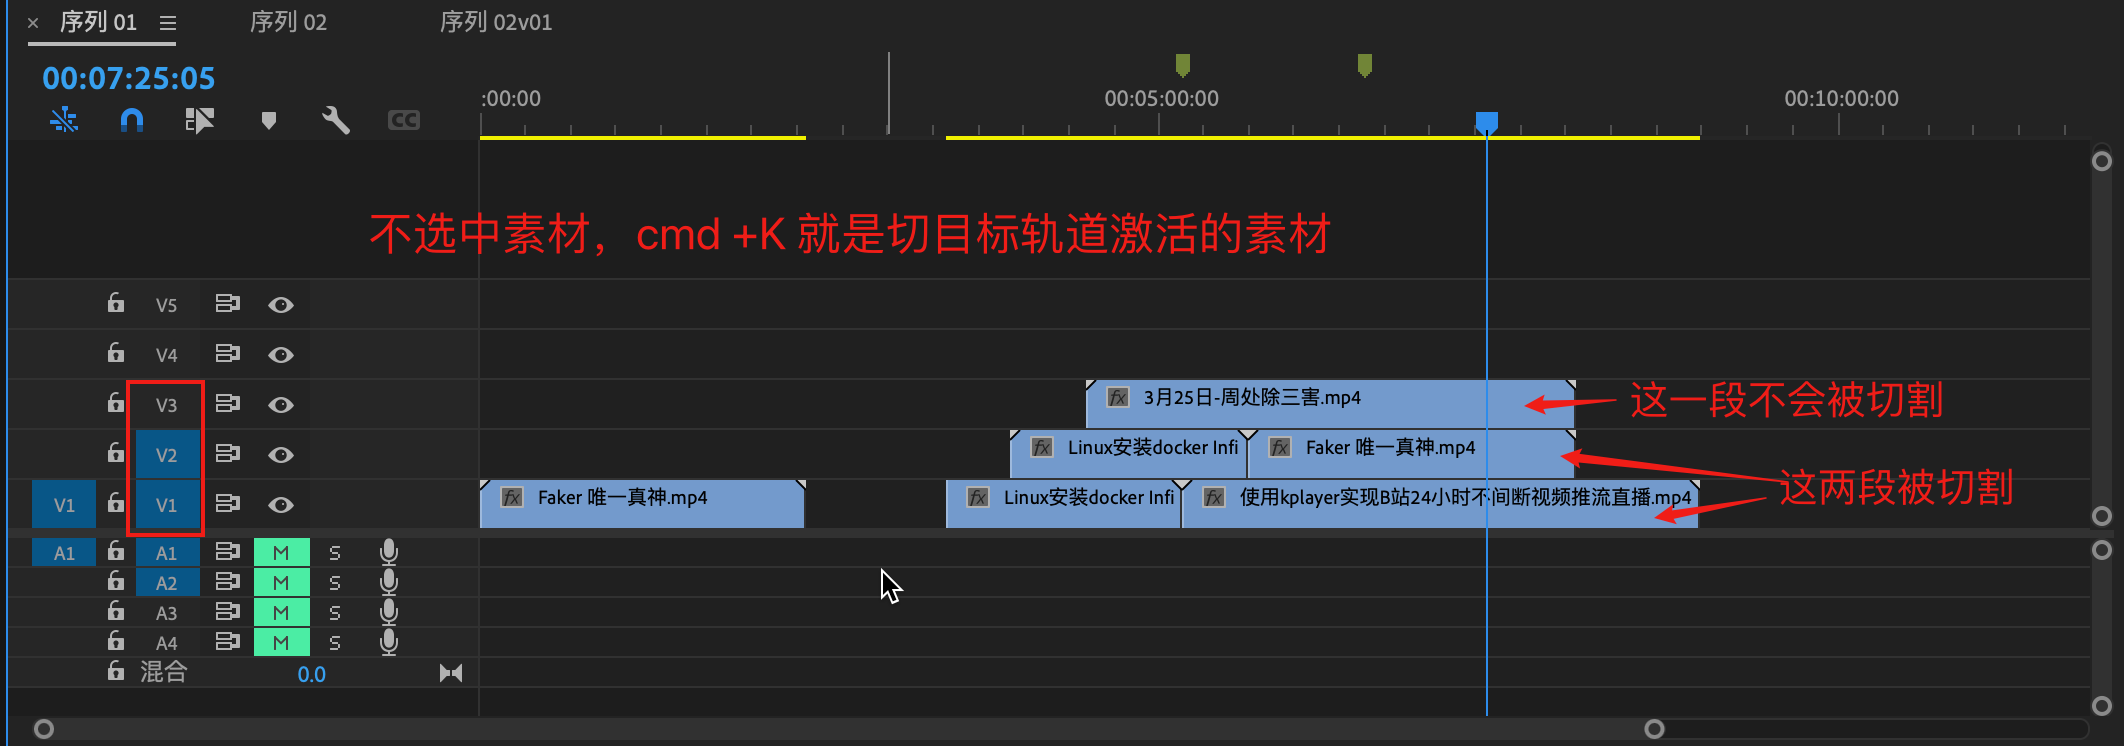 × 序列 01 ☰ 序列 02 序列 02v01
00:07:25:05
:00:00 00:05:00:00 00:10:00:00
CC
不选中素材，cmd +K 就是切目标轨道激活的素材
V5
V4
V3 fx 3月25日-周处除三害.mp4 这一段不会被切割
V2 fx Linux安装docker Infi fx Faker 唯一真神.mp4
这两段被切割
V1 V1 fx Faker 唯一真神.mp4 fx Linux安装docker Infi fx 使用kplayer实现B站24小时不间断视频推流直播.mp4
A1 A1 M S
A2 M S
A3 M S
A4 M S
混合 0.0